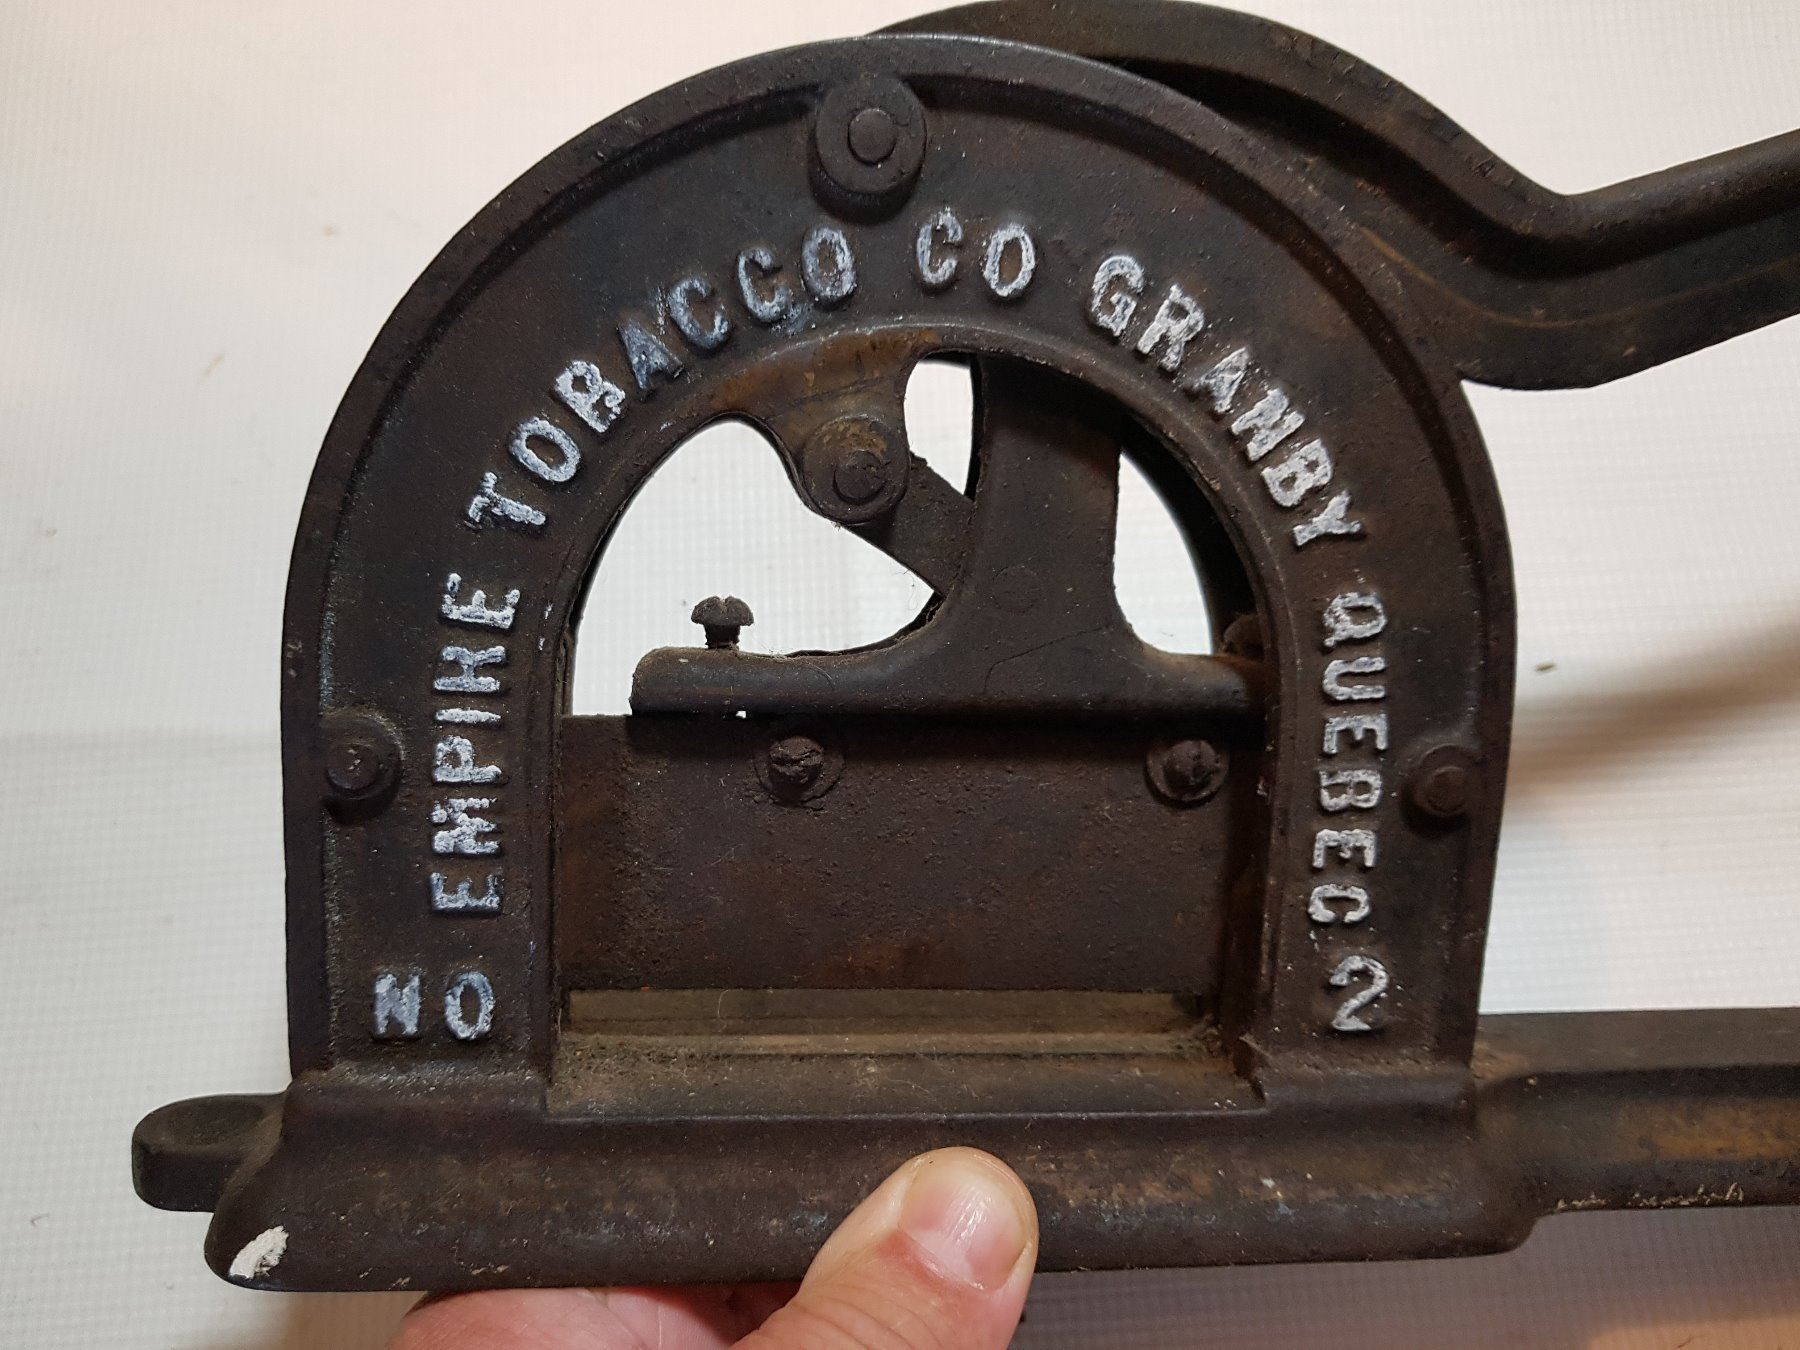 EMPIRE TOBACCO CO GRANBY QUEBEC
NO 2